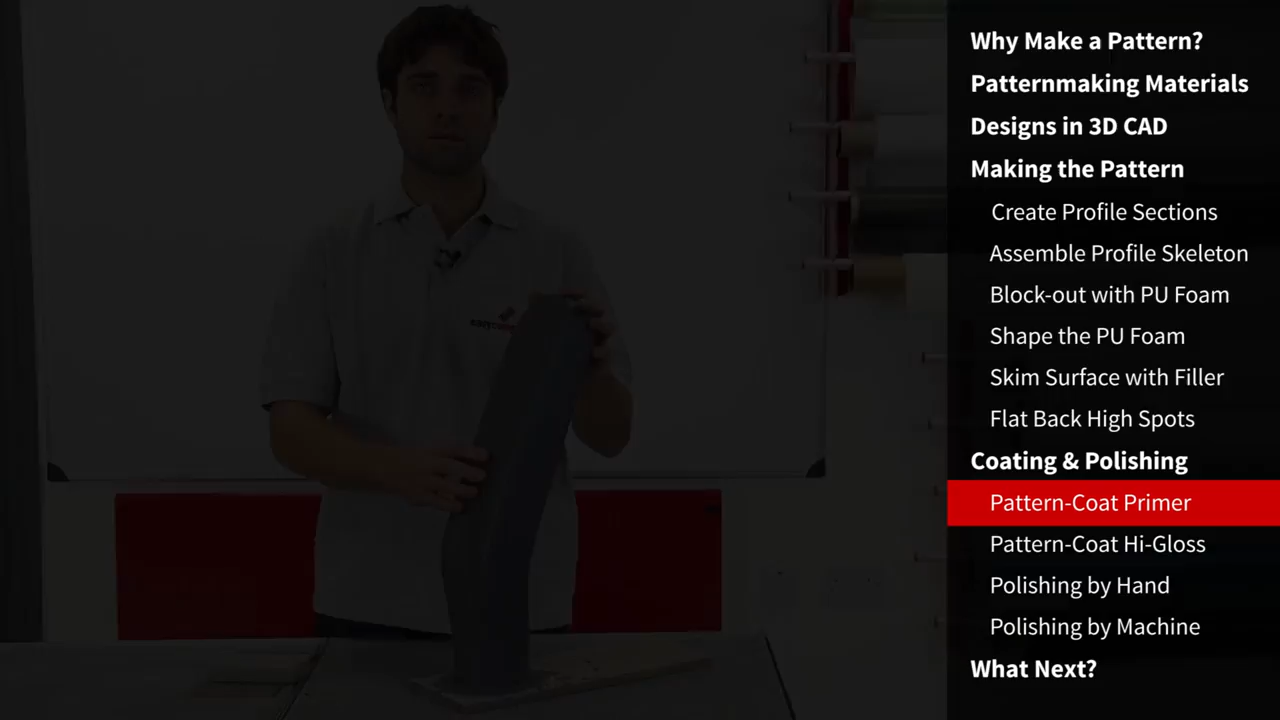 Why Make a Pattern?
Patternmaking Materials
Designs in 3D CAD
Making the Pattern
Create Profile Sections
Assemble Profile Skeleton
Block-out with PU Foam
Shape the PU Foam
Skim Surface with Filler
Flat Back High Spots
Coating & Polishing
Pattern-Coat Primer
Pattern-Coat Hi-Gloss
Polishing by Hand
Polishing by Machine
What Next?